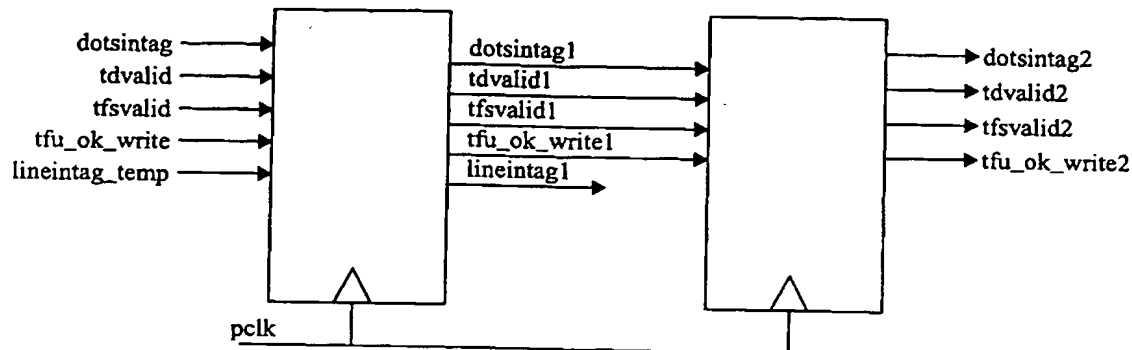 dotsintag
tdvalid
tfsvalid
tfu_ok_write
lineintag_temp
dotsintag1
tdvalid1
tfsvalid1
tfu_ok_write1
lineintag1
dotsintag2
tdvalid2
tfsvalid2
tfu_ok_write2
pclk